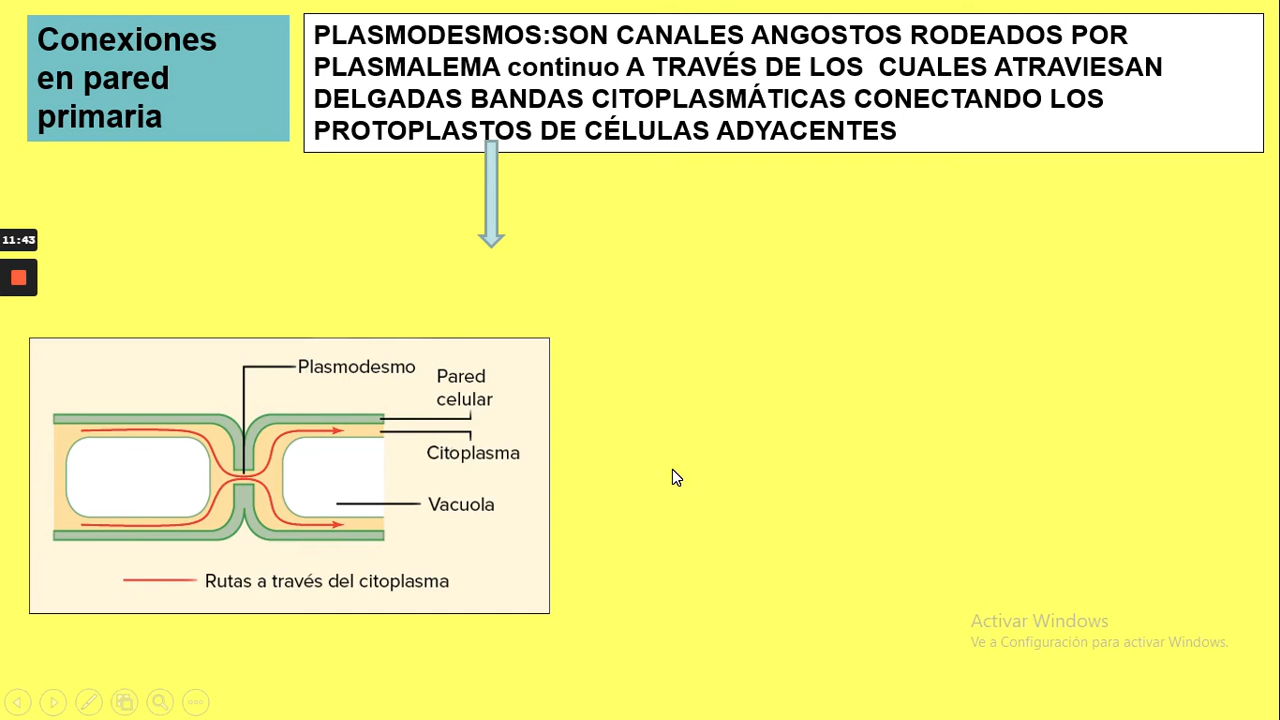 Conexiones
en pared
primaria
PLASMODESMOS:SON CANALES ANGOSTOS RODEADOS POR
PLASMALEMA continuo A TRAVÉS DE LOS CUALES ATRAVIESAN
DELGADAS BANDAS CITOPLASMÁTICAS CONECTANDO LOS
PROTOPLASTOS DE CÉLULAS ADYACENTES
11:43
Plasmodesmo
Pared
celular
Citoplasma
Vacuola
Rutas a través del citoplasma
Activar Windows
Ve a Configuración para activar Windows.